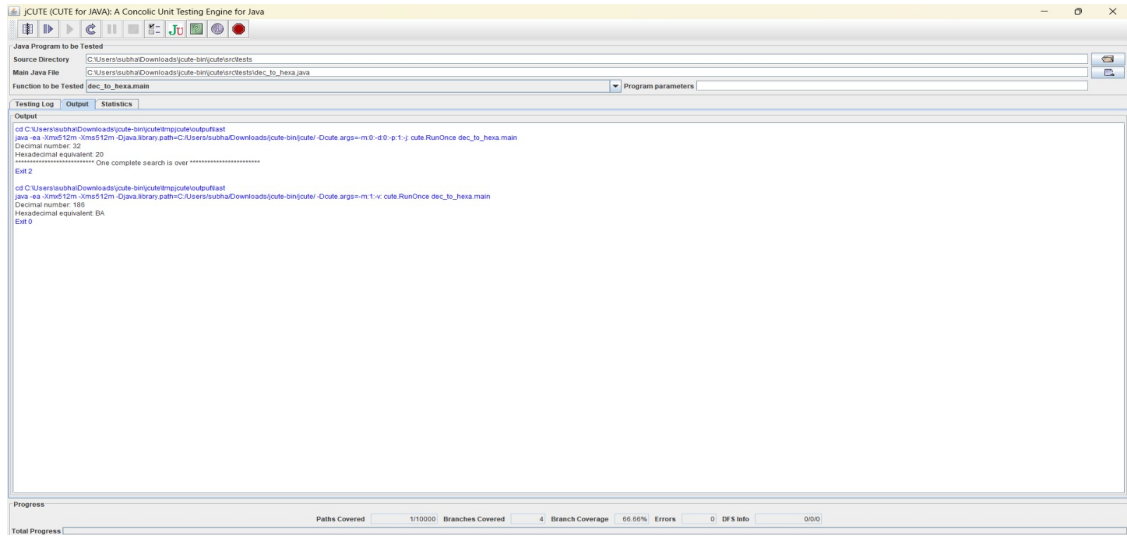 jCUTE (CUTE for JAVA): A Concolic Unit Testing Engine for Java
JU
Java Program to be Tested
Source Directory C:\Users\subha\Downloads\jcute-bin\jcute\src\tests
Main Java File C:\Users\subha\Downloads\jcute-bin\jcute\src\tests\dec_to_hexa.java
Function to be Tested dec_to_hexa.main Program parameters
Testing Log Output Statistics
Output
cd C:\Users\subha\Downloads\jcute-bin\jcute\tmpjcute\output\last
java -ea -Xmx512m -Xms512m -Djava.library.path=C:/Users/subha/Downloads/jcute-bin/jcute/ -Dcute.args=-m:0:-d:0:-p:1:-j: cute.RunOnce dec_to_hexa.main
Decimal number: 32
Hexadecimal equivalent: 20
************************** One complete search is over ************************
Exit 2
cd C:\Users\subha\Downloads\jcute-bin\jcute\tmpjcute\output\last
java -ea -Xmx512m -Xms512m -Djava.library.path=C:/Users/subha/Downloads/jcute-bin/jcute/ -Dcute.args=-m:1:-v: cute.RunOnce dec_to_hexa.main
Decimal number: 186
Hexadecimal equivalent: BA
Exit 0
Progress
Paths Covered 1/10000 Branches Covered 4 Branch Coverage 66.66% Errors 0 DFS Info 0/0/0
Total Progress